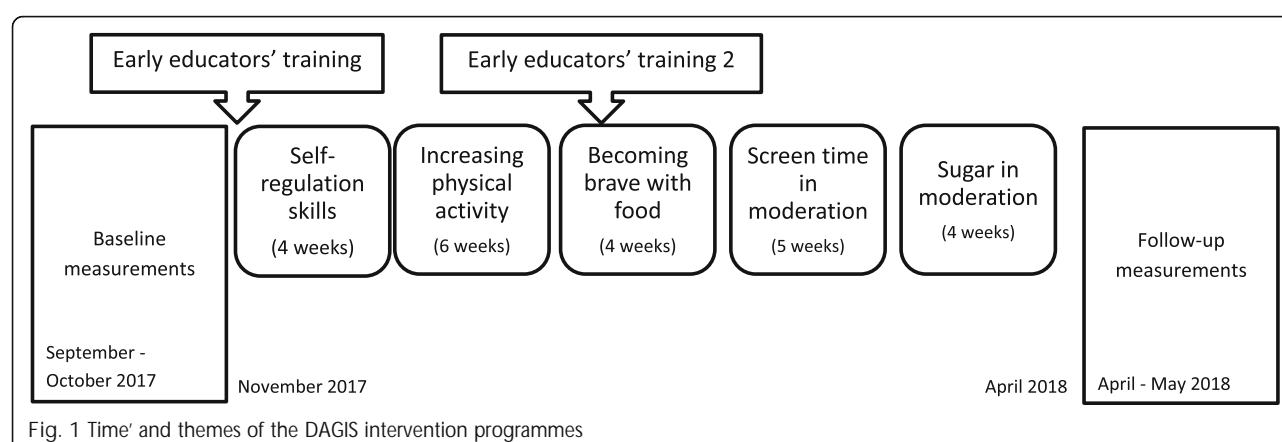 Early educators' training
Early educators' training 2
Baseline
measurements
September -
October 2017
Self-
regulation
skills
(4 weeks)
Increasing
physical
activity
(6 weeks)
Becoming
brave with
food
(4 weeks)
Screen time
in
moderation
(5 weeks)
Sugar in
moderation
(4 weeks)
Follow-up
measurements
November 2017
April 2018
April - May 2018
Fig. 1 Time' and themes of the DAGIS intervention programmes